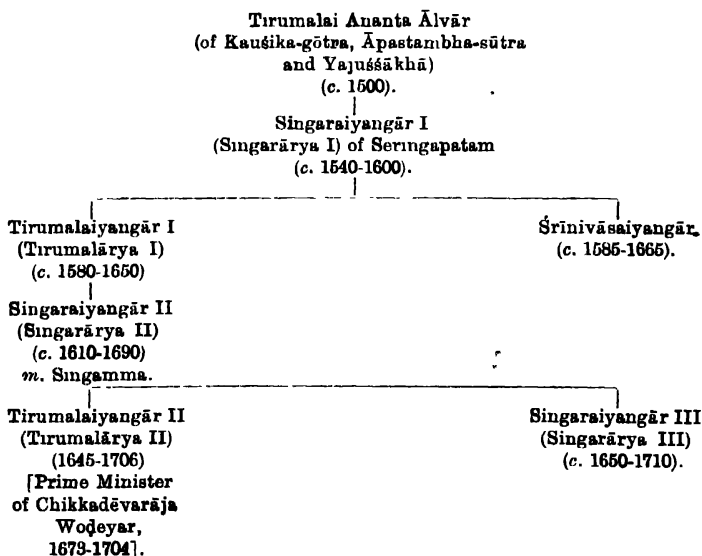 Tirumalai Ananta Āḷvār
(of Kauśika-gōtra, Āpastambha-sūtra
and Yajuśśākhā)
(c. 1500).
Singaraiyangār I
(Singarārya I) of Seringapatam
(c. 1540-1600).
Tirumalaiyangār I
(Tirumalārya I)
(c. 1580-1650)
Śrīnivāsaiyangār.
(c. 1585-1665).
Singaraiyangār II
(Singarārya II)
(c. 1610-1690)
m. Singamma.
Tirumalaiyangār II
(Tirumalārya II)
(1645-1706)
[Prime Minister
of Chikkadēvarāja
Woḍeyar,
1673-1704].
Singaraiyangār III
(Singarārya III)
(c. 1650-1710).